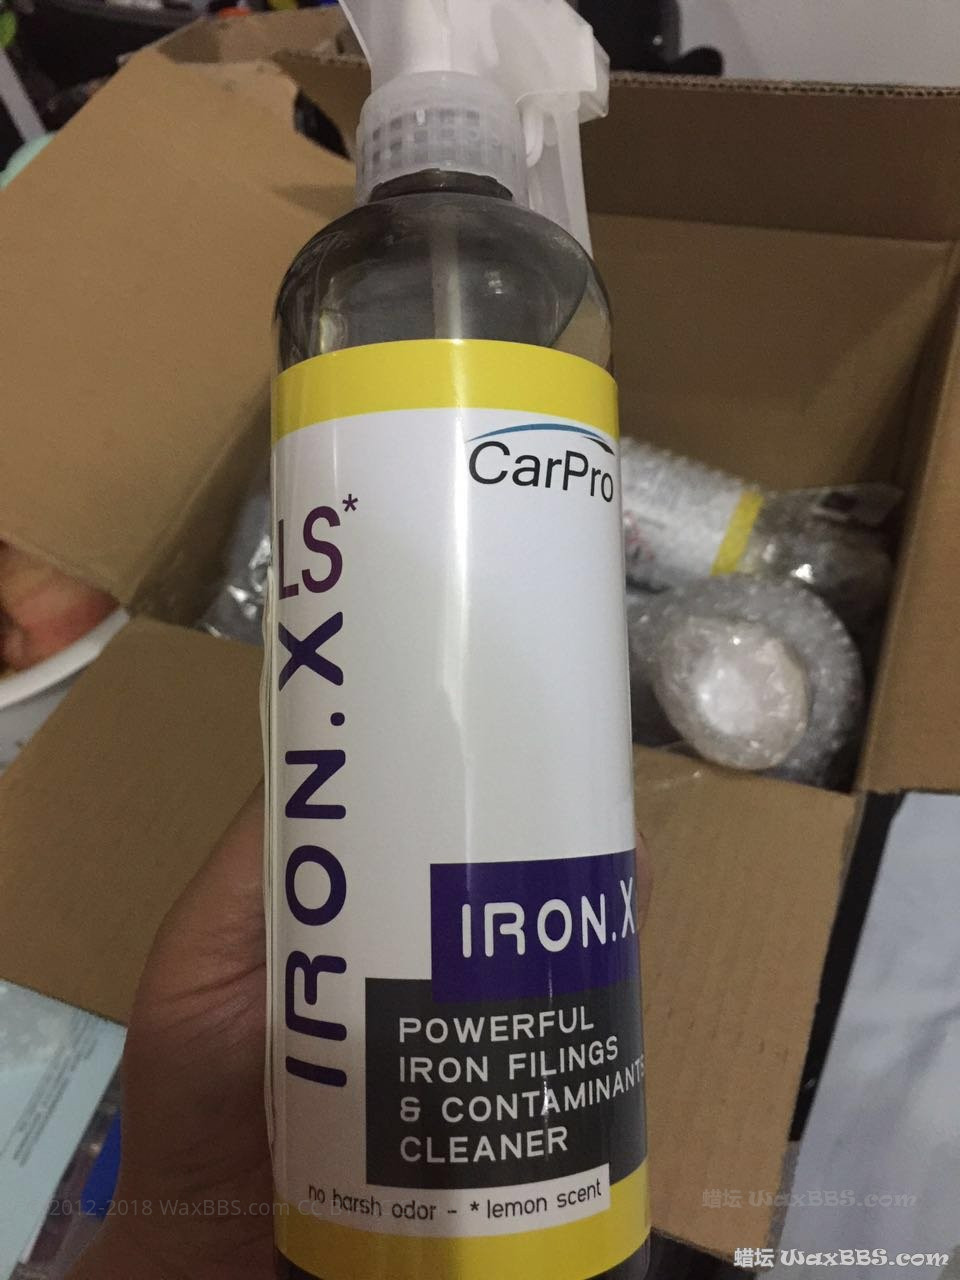 CarPro
LS*
IRON.X
IRON.X
POWERFUL
IRON FILINGS
& CONTAMINANTS
CLEANER
no harsh odor - * lemon scent
2012-2018 WaxBBS.com CC
蜡坛 WaxBBS.com
蜡坛 WaxBBS.com